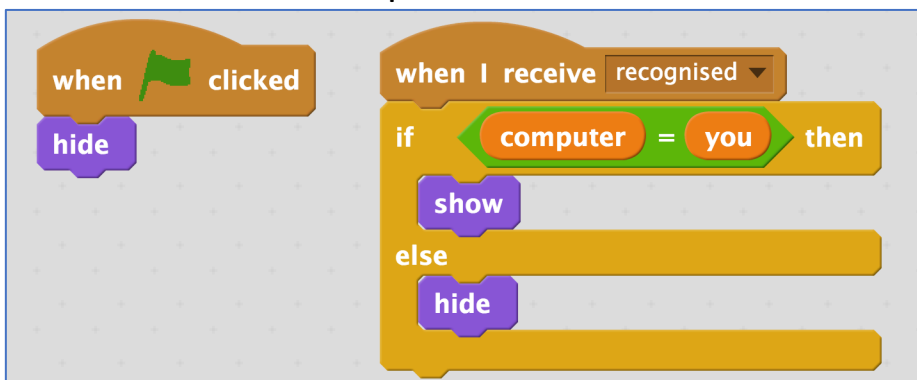 when clicked
hide
when I receive recognised
if computer = you then
show
else
hide